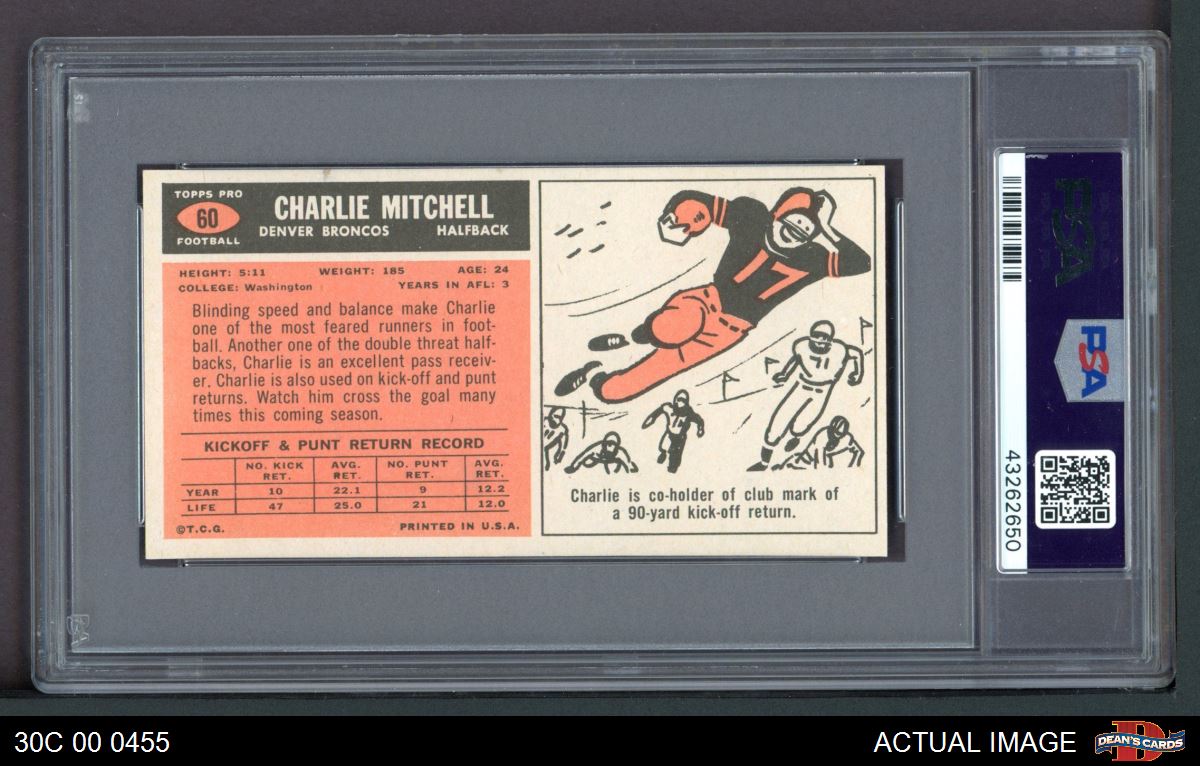 TOPPS PRO
60
FOOTBALL
CHARLIE MITCHELL
DENVER BRONCOS HALFBACK
HEIGHT: 5:11 WEIGHT: 185 AGE: 24
COLLEGE: Washington YEARS IN AFL: 3
Blinding speed and balance make Charlie
one of the most feared runners in foot-
ball. Another one of the double threat half-
backs, Charlie is an excellent pass receiv-
er. Charlie is also used on kick-off and punt
returns. Watch him cross the goal many
times this coming season.
KICKOFF & PUNT RETURN RECORD
NO. KICK RET. AVG. RET. NO. PUNT RET. AVG. RET.
YEAR 10 22.1 9 12.2
LIFE 47 25.0 21 12.0
©T.C.G. PRINTED IN U.S.A.
17
71
Charlie is co-holder of club mark of
a 90-yard kick-off return.
PSA
PSA
43262650
30C 00 0455
ACTUAL IMAGE
DEAN'S CARDS